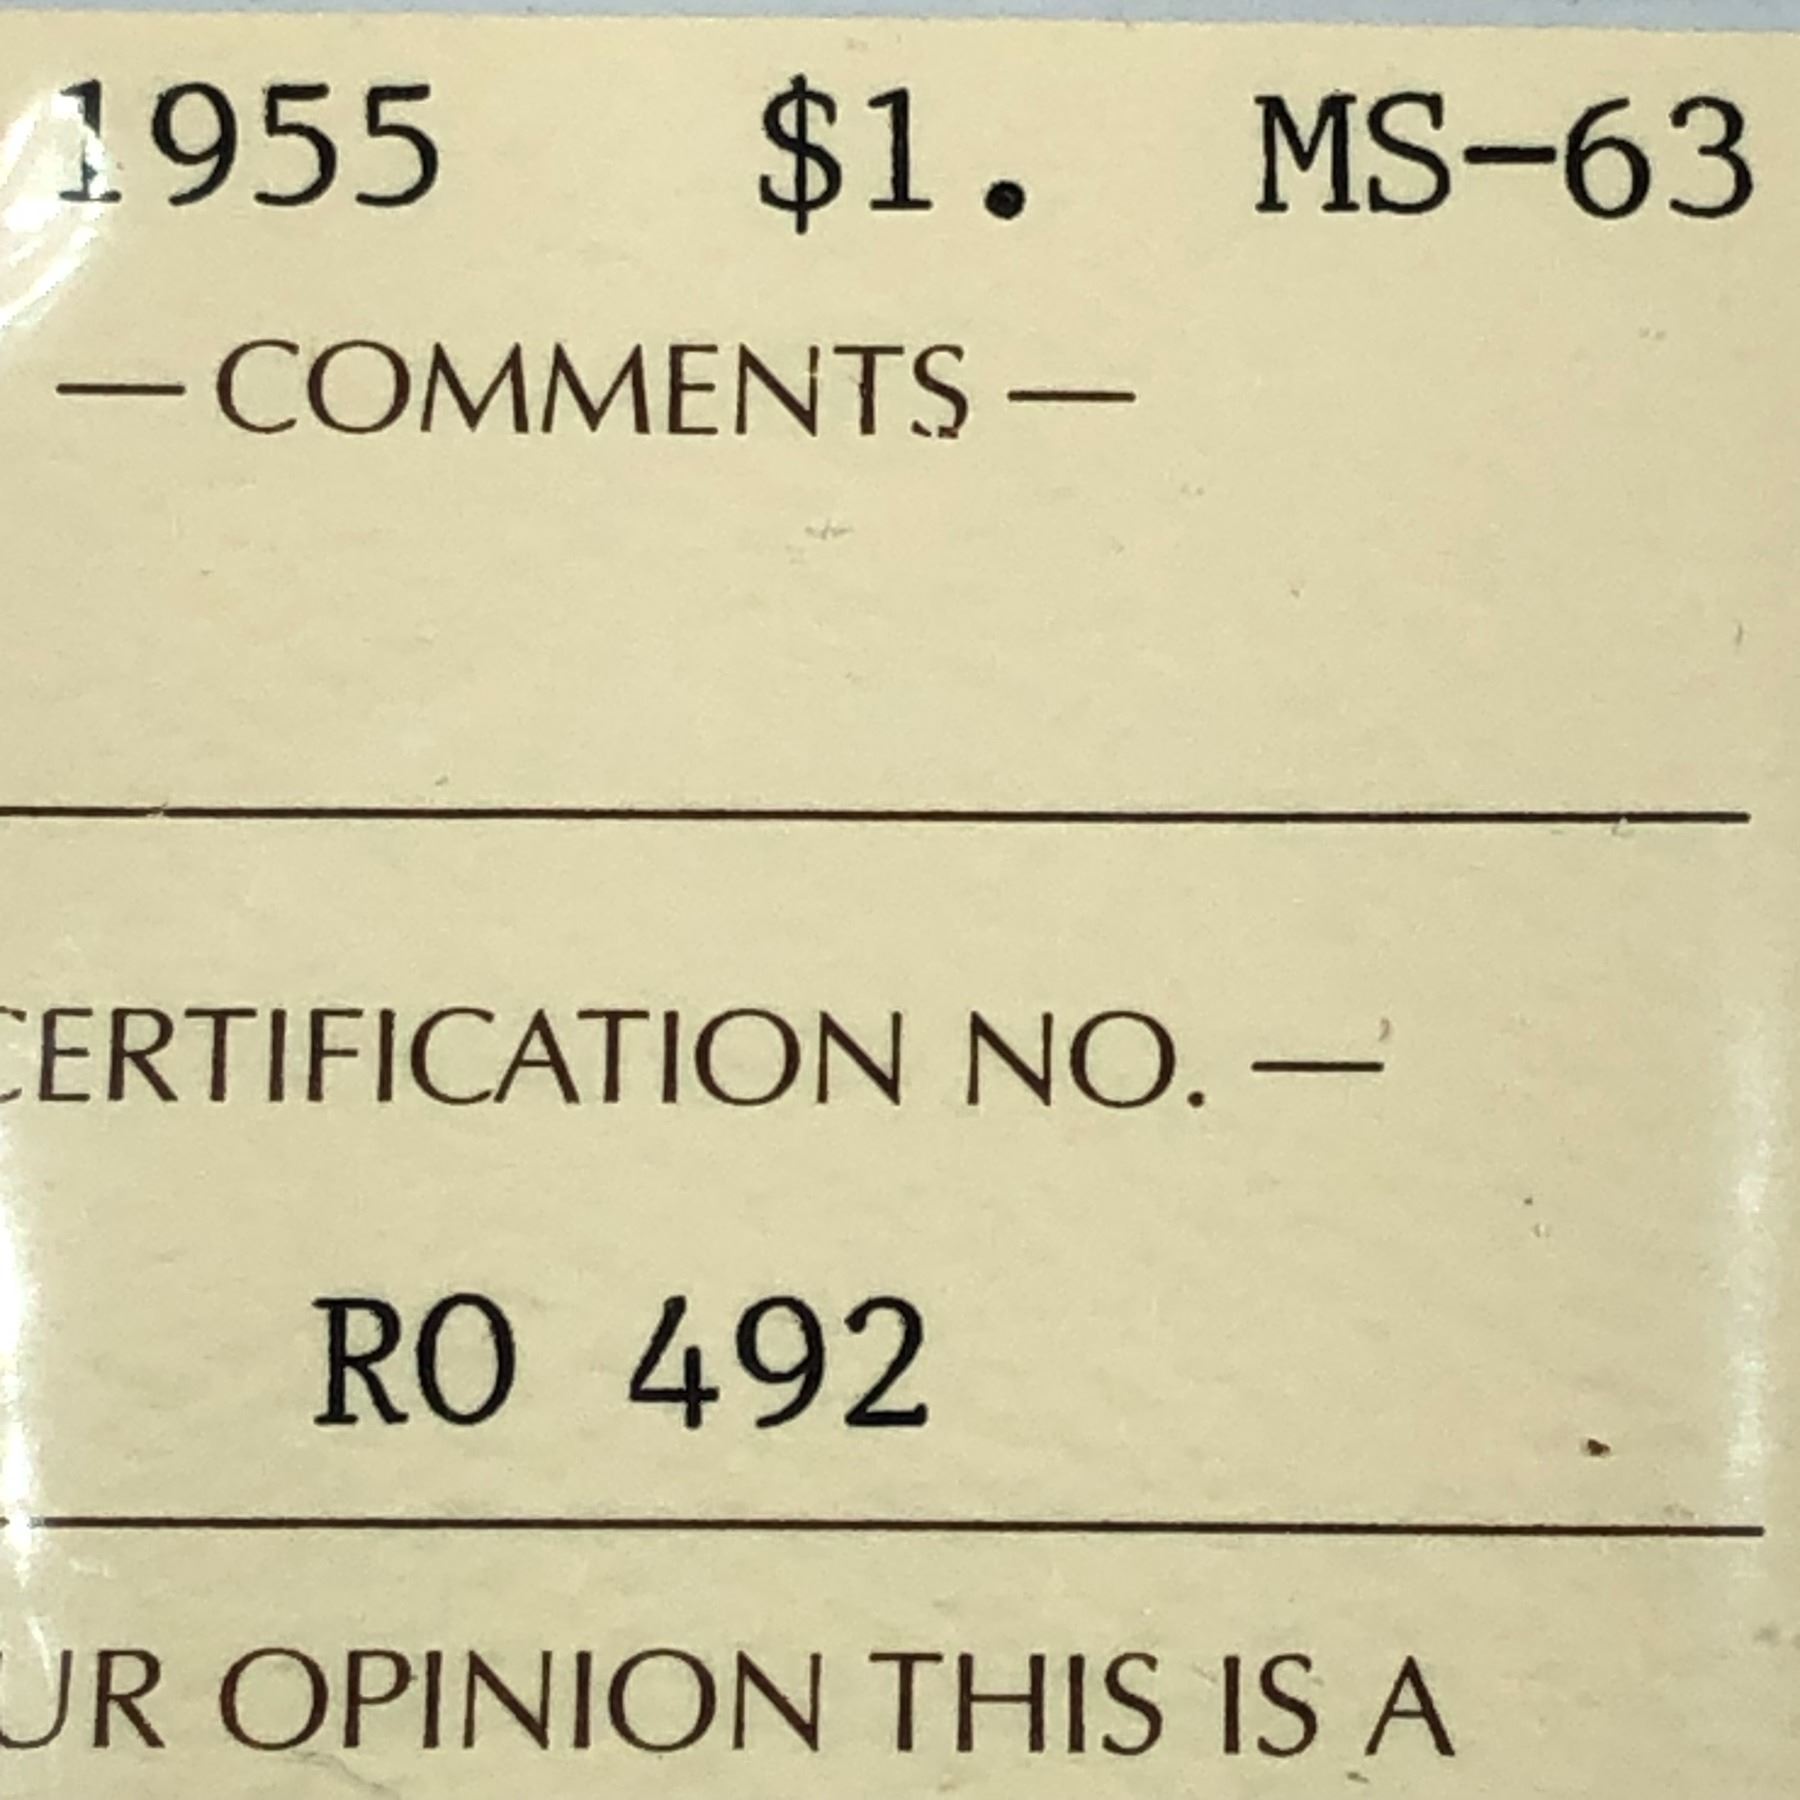 1955 $1. MS-63
— COMMENTS —
CERTIFICATION NO. —
RO 492
UR OPINION THIS IS A